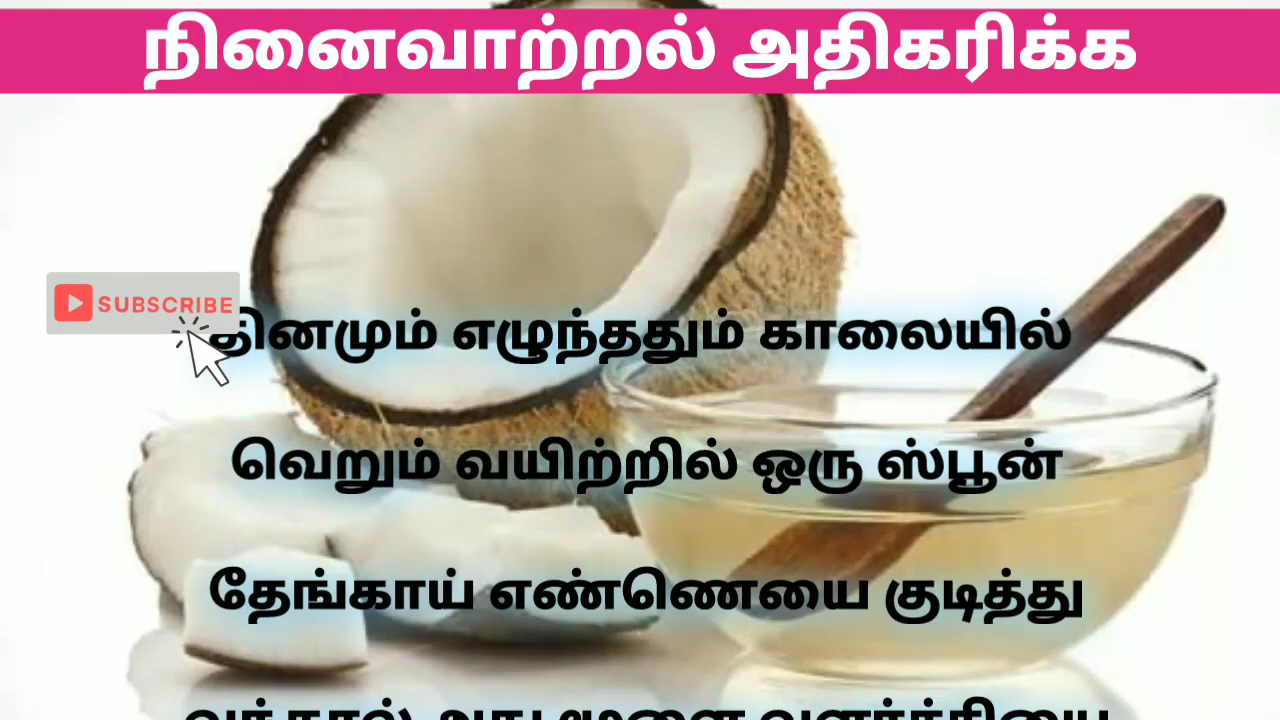 நினைவாற்றல் அதிகரிக்க
SUBSCRIBE
தினமும் எழுந்ததும் காலையில்
வெறும் வயிற்றில் ஒரு ஸ்பூன்
தேங்காய் எண்ணெயை குடித்து